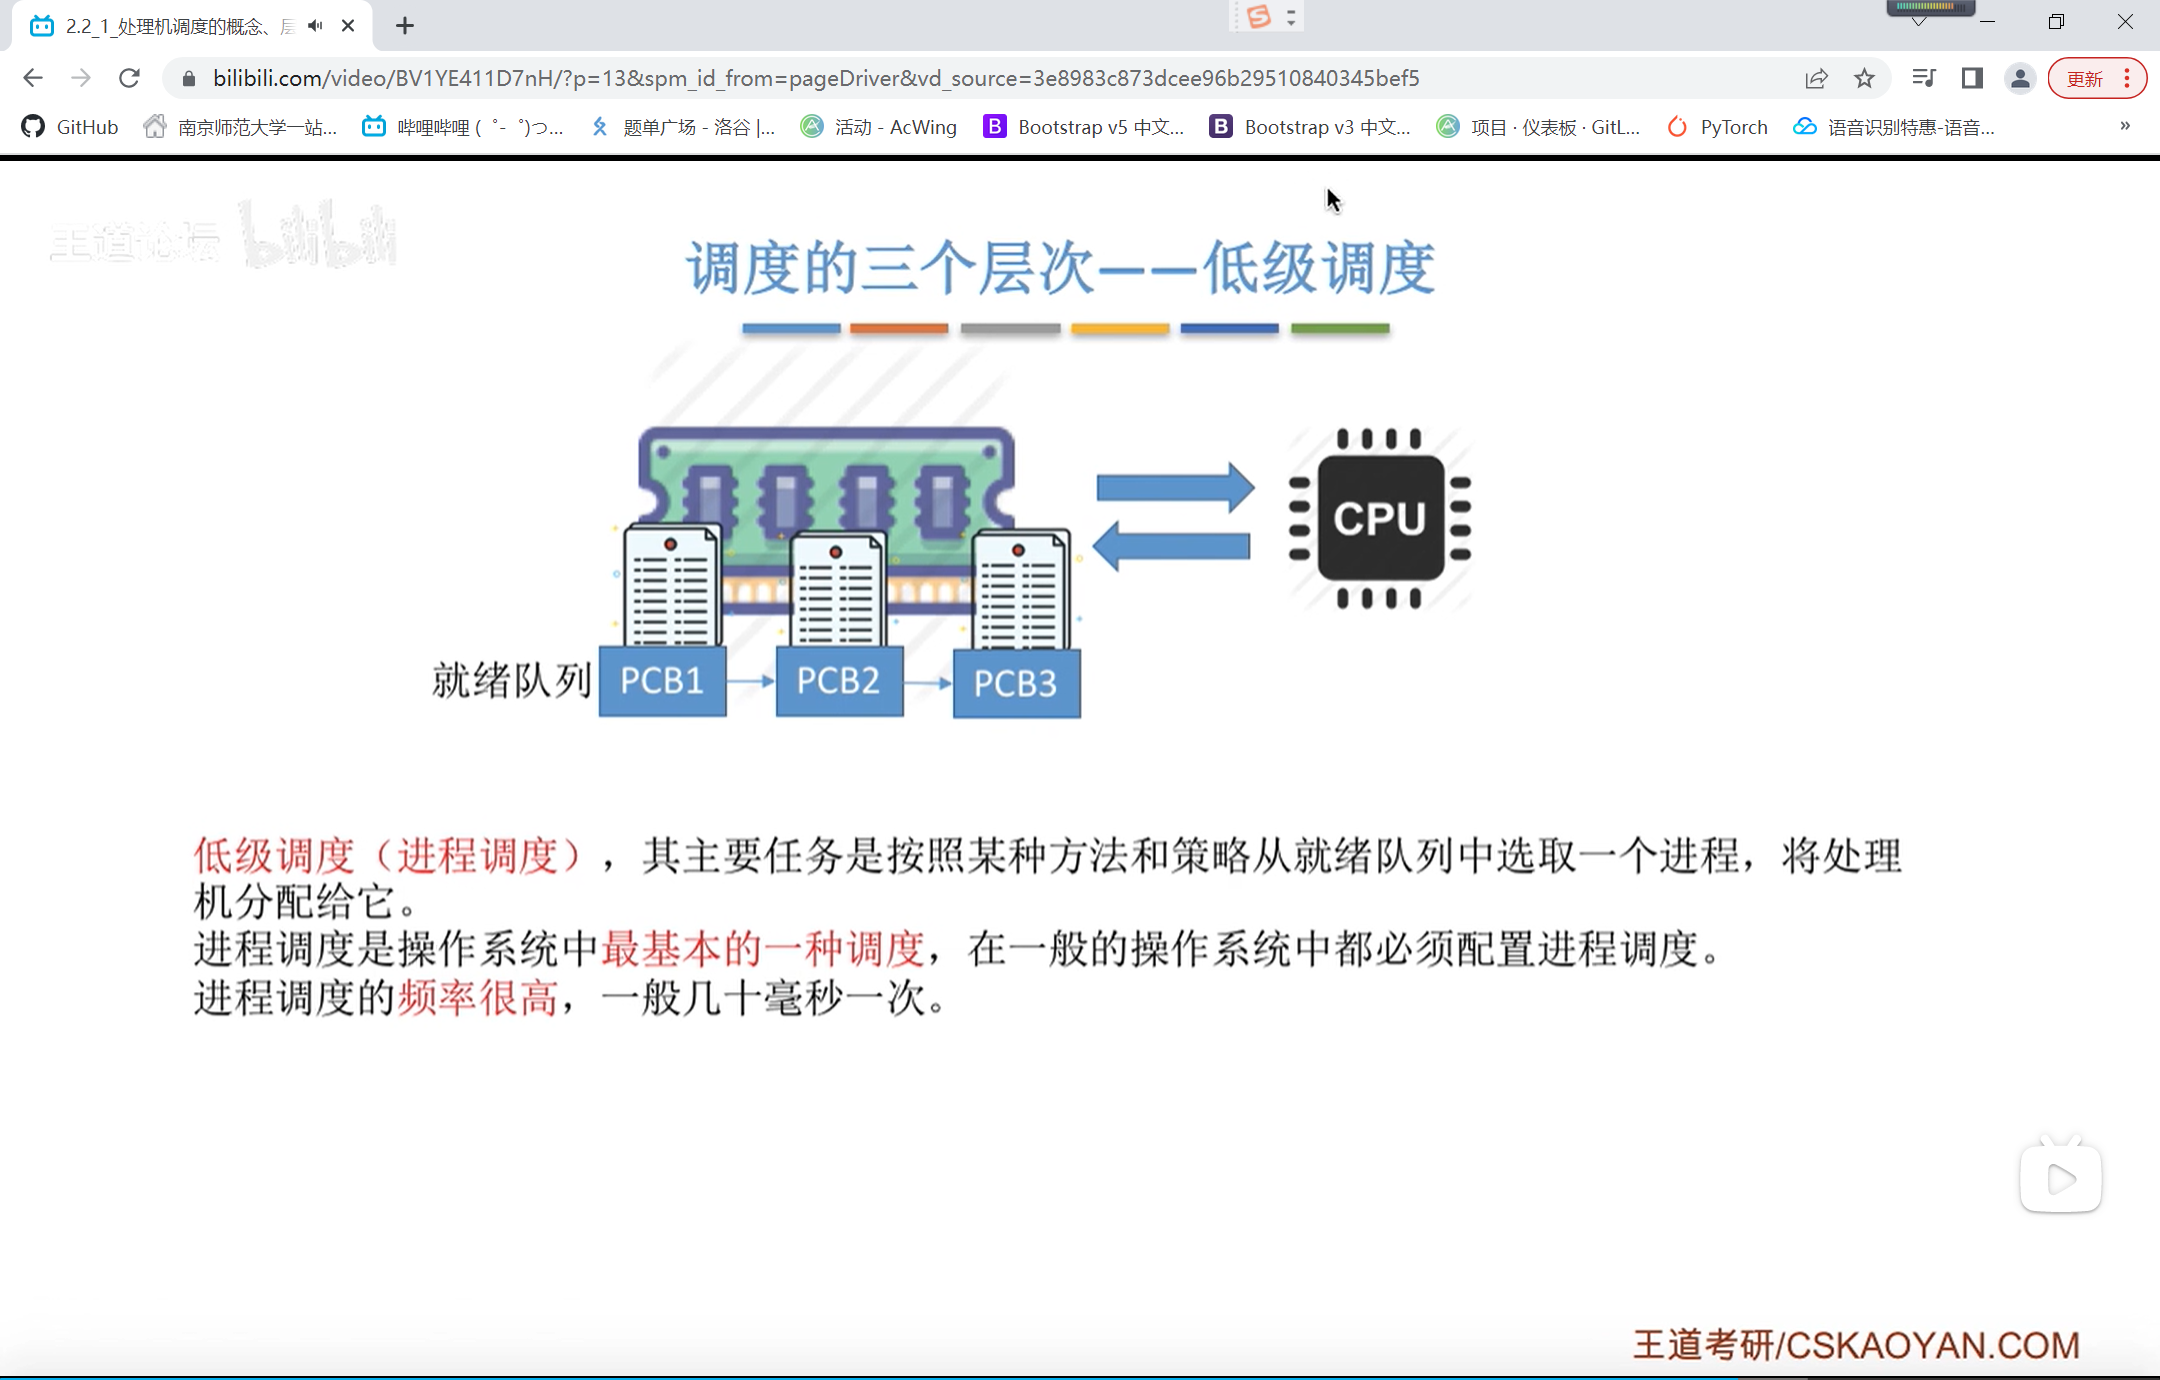 2.2_1_处理机调度的概念、层
bilibili.com/video/BV1YE411D7nH/?p=13&spm_id_from=pageDriver&vd_source=3e8983c873dcee96b29510840345bef5
更新
GitHub
南京师范大学一站...
哔哩哔哩 (゜-゜)つ...
题单广场 - 洛谷 |...
活动 - AcWing
Bootstrap v5 中文...
Bootstrap v3 中文...
项目 · 仪表板 · GitL...
PyTorch
语音识别特惠-语音...
»
王道论坛 bilibili
调度的三个层次——低级调度
CPU
就绪队列
PCB1
PCB2
PCB3
低级调度（进程调度），其主要任务是按照某种方法和策略从就绪队列中选取一个进程，将处理
机分配给它。
进程调度是操作系统中最基本的一种调度，在一般的操作系统中都必须配置进程调度。
进程调度的频率很高，一般几十毫秒一次。
王道考研/CSKAOYAN.COM